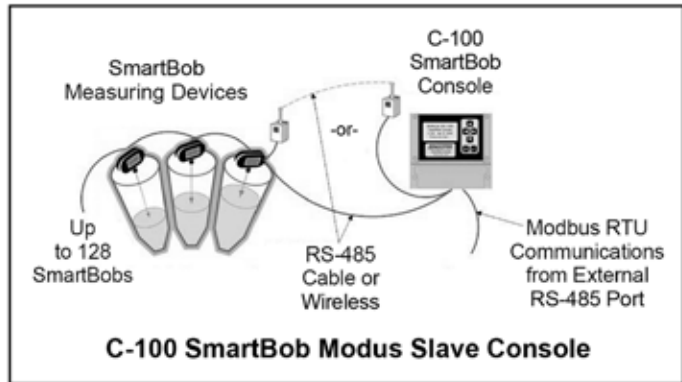 SmartBob
Measuring Devices
C-100
SmartBob
Console
-or-
Up
to 128
SmartBobs
RS-485
Cable or
Wireless
Modbus RTU
Communications
from External
RS-485 Port
C-100 SmartBob Modus Slave Console